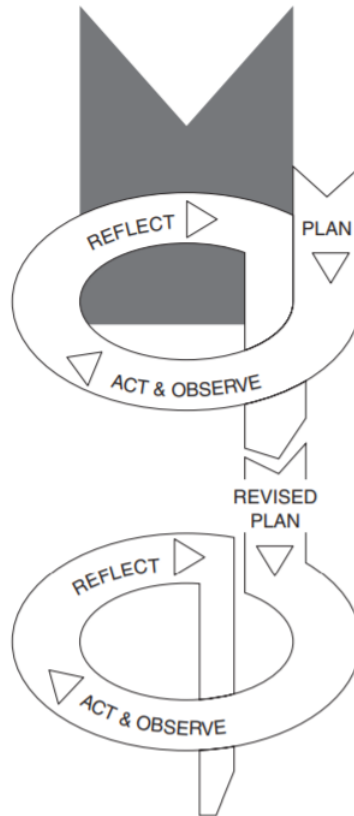 PLAN
REFLECT
ACT & OBSERVE
REVISED
PLAN
REFLECT
ACT & OBSERVE